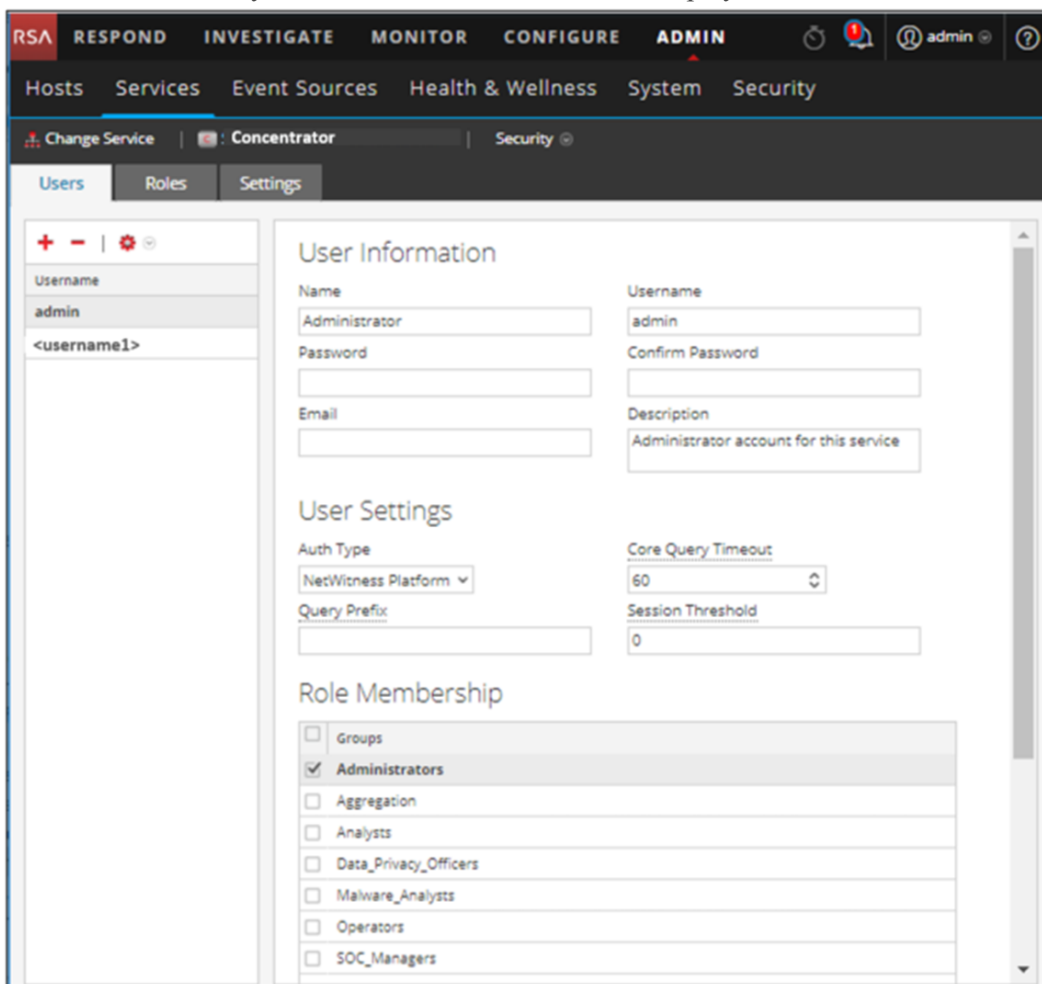 RSA RESPOND INVESTIGATE MONITOR CONFIGURE ADMIN 1 admin ?
Hosts Services Event Sources Health & Wellness System Security
Change Service | C : Concentrator | Security
Users Roles Settings
+ - |
Username
admin
<username1>
User Information
Name Username
Administrator admin
Password Confirm Password
Email Description
Administrator account for this service
User Settings
Auth Type Core Query Timeout
NetWitness Platform 60
Query Prefix Session Threshold
0
Role Membership
Groups
Administrators
Aggregation
Analysts
Data_Privacy_Officers
Malware_Analysts
Operators
SOC_Managers